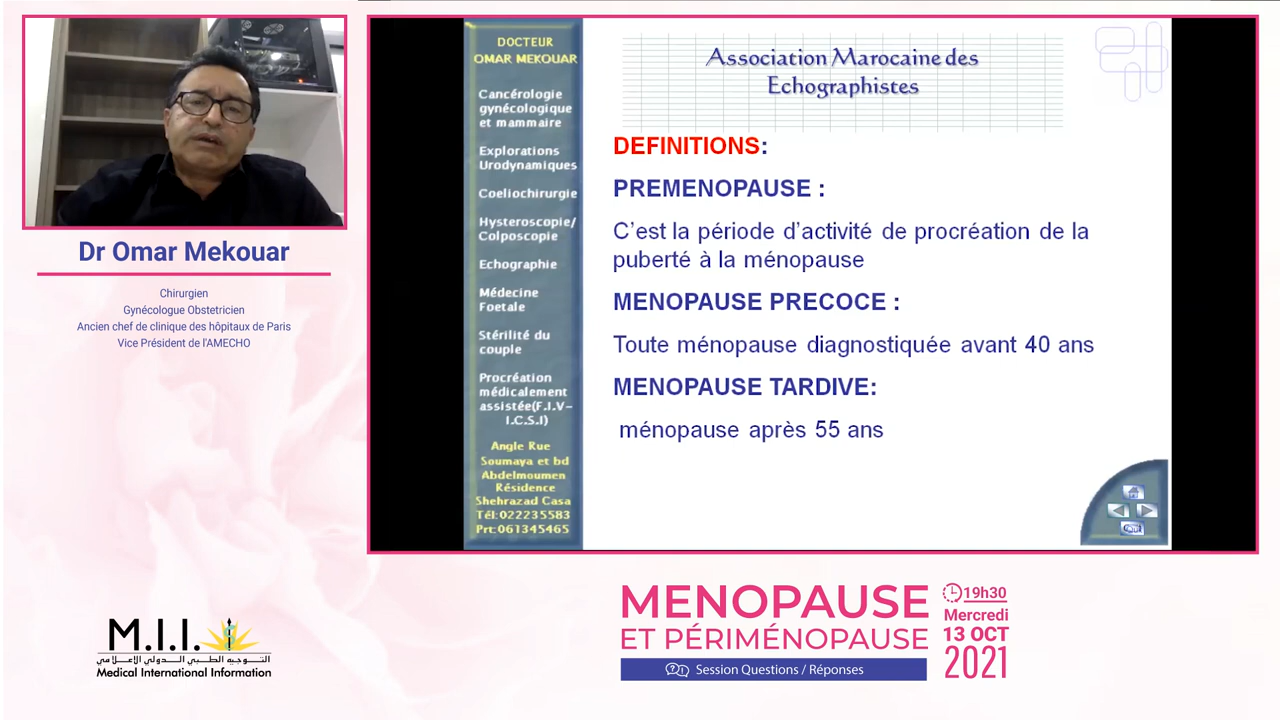 Dr Omar Mekouar
Chirurgien
Gynécologue Obstetricien
Ancien chef de clinique des hôpitaux de Paris
Vice Président de l'AMECHO
DOCTEUR
OMAR MEKOUAR
Cancérologie
gynécologique
et mammaire
Explorations
Urodynamiques
Coeliochirurgie
Hysteroscopie/
Colposcopie
Echographie
Médecine
Foetale
Stérilité du
couple
Procréation
médicalement
assistée(F.I.V-
I.C.S.I)
Angle Rue
Soumaya et bd
Abdelmoumen
Résidence
Shehrazad Casa
Tél:022235583
Prt:061345465
Association Marocaine des
Echographistes
DEFINITIONS:
PREMENOPAUSE :
C'est la période d'activité de procréation de la
puberté à la ménopause
MENOPAUSE PRECOCE :
Toute ménopause diagnostiquée avant 40 ans
MENOPAUSE TARDIVE:
ménopause après 55 ans
M.I.I.
التوجيه الطبي الدولي الإعلامي
Medical International Information
MENOPAUSE
ET PÉRIMÉNOPAUSE
Session Questions / Réponses
19h30
Mercredi
13 OCT
2021